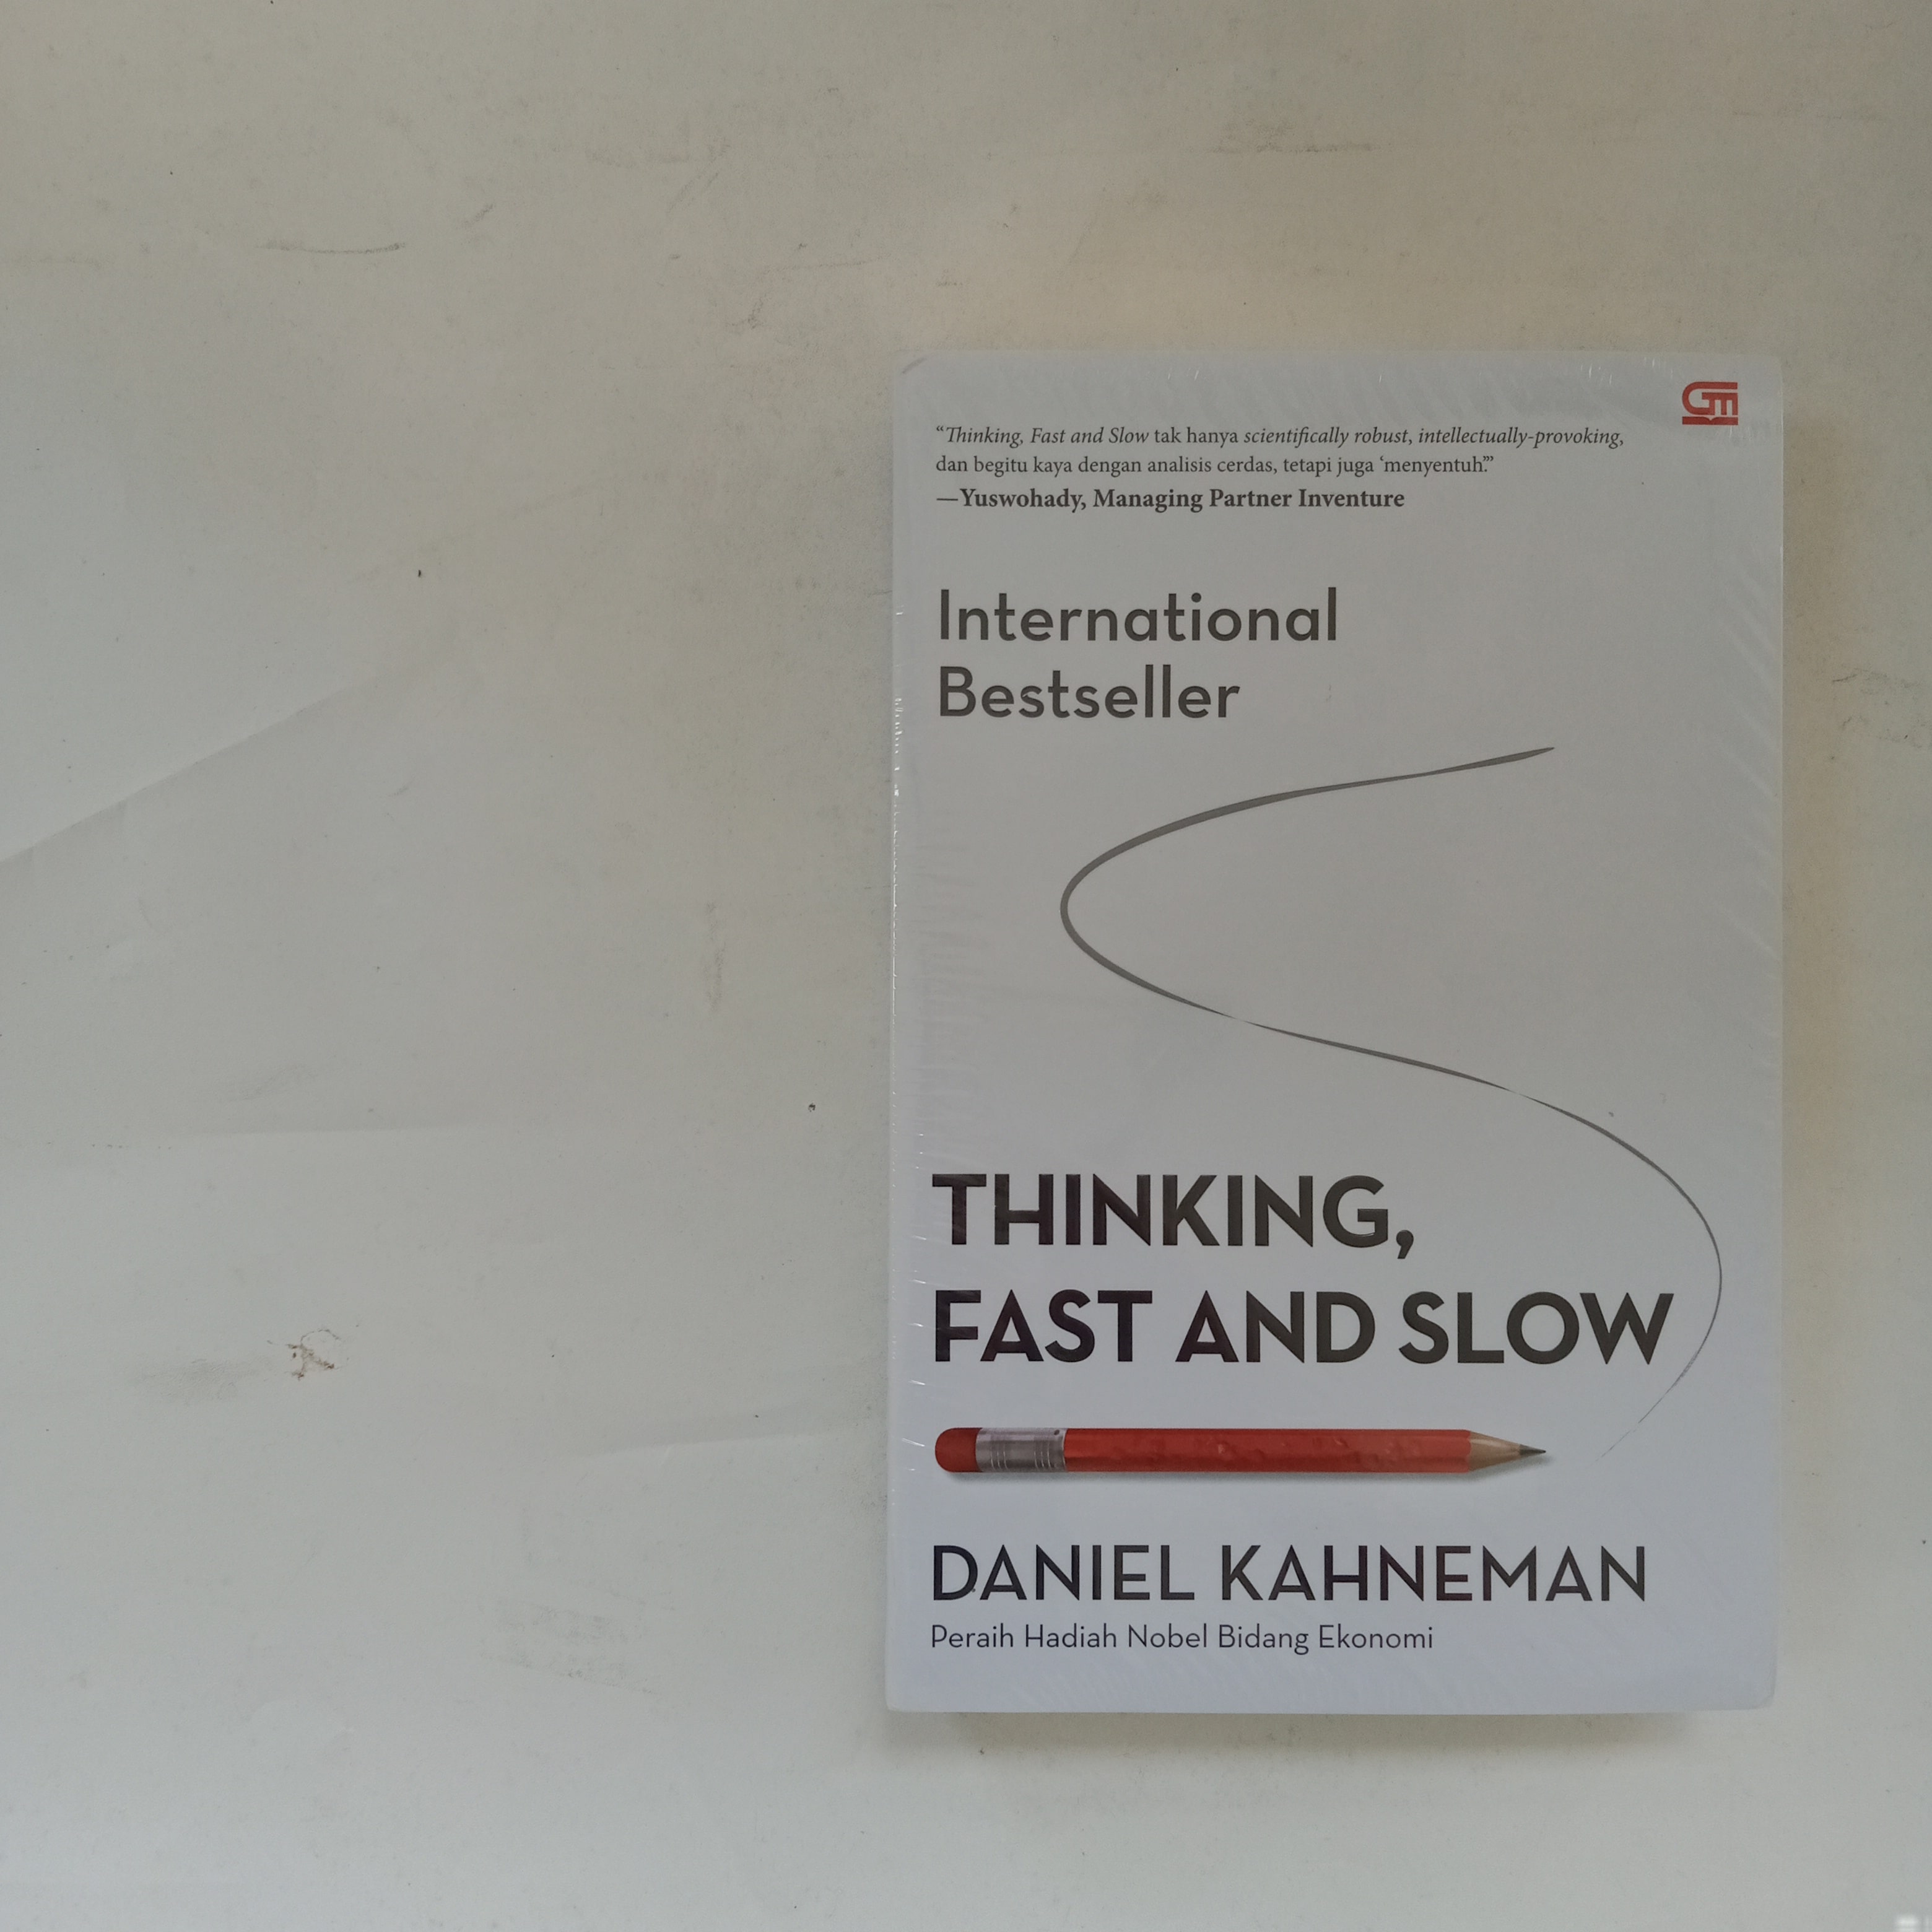 GM
“Thinking, Fast and Slow tak hanya scientifically robust, intellectually-provoking,
dan begitu kaya dengan analisis cerdas, tetapi juga ‘menyentuh’.”
—Yuswohady, Managing Partner Inventure
International
Bestseller
THINKING,
FAST AND SLOW
DANIEL KAHNEMAN
Peraih Hadiah Nobel Bidang Ekonomi